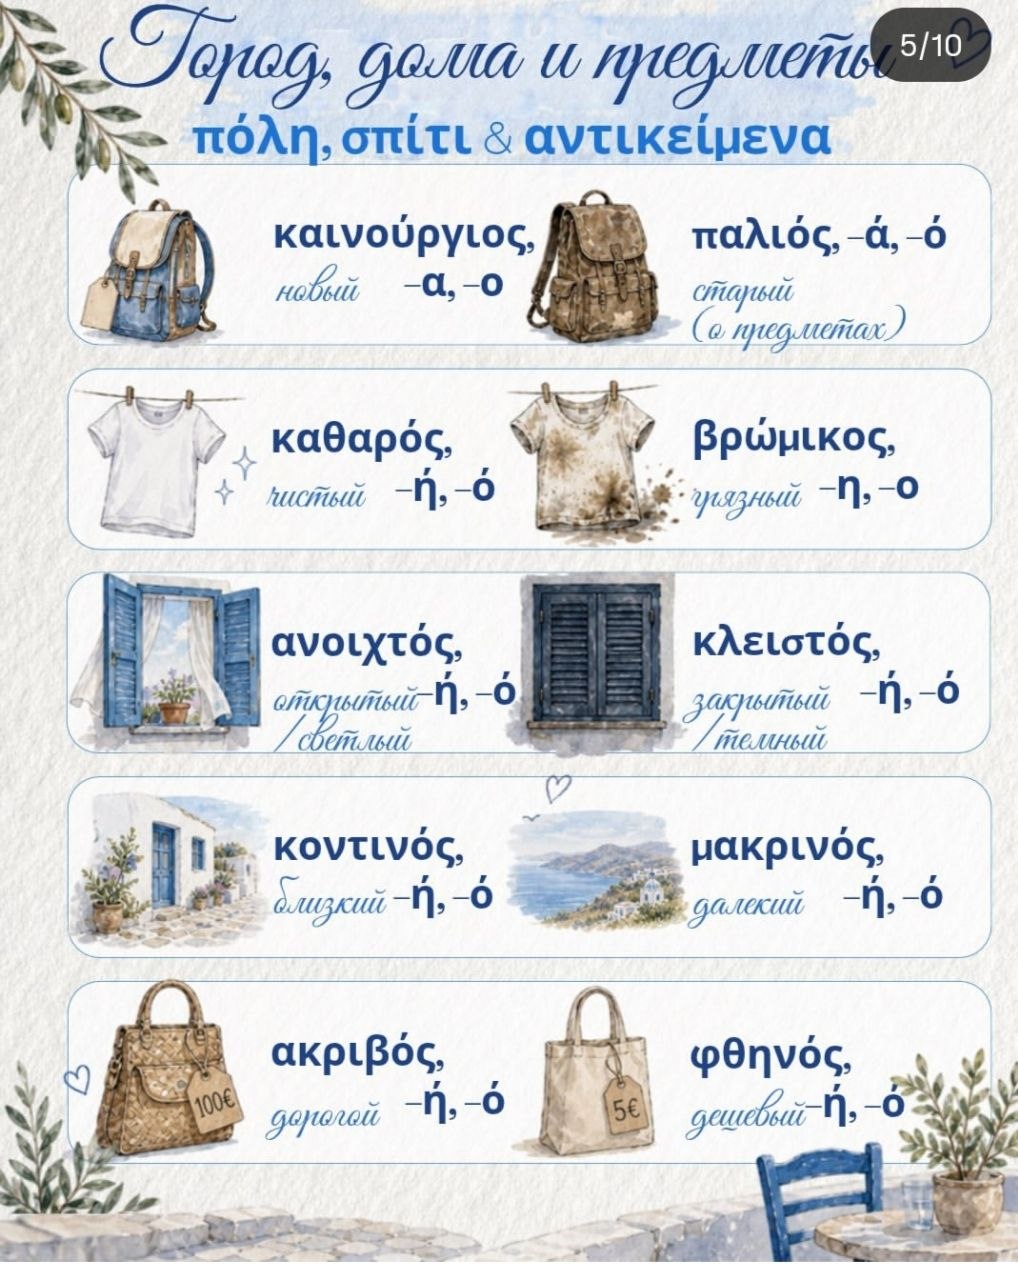 Город, дома и предметы
5/10
πόλη, σπίτι & αντικείμενα
καινούργιος,
новый –α, –ο
παλιός, –ά, –ό
старый
(о предметах)
καθαρός,
чистый –ή, –ό
βρώμικος,
грязный –η, –ο
ανοιχτός,
открытый –ή, –ό
/светлый
κλειστός,
закрытый –ή, –ό
/темный
κοντινός,
близкий –ή, –ό
μακρινός,
далекий –ή, –ό
100€
ακριβός,
дорогой –ή, –ό
5€
φθηνός,
дешевый –ή, –ό